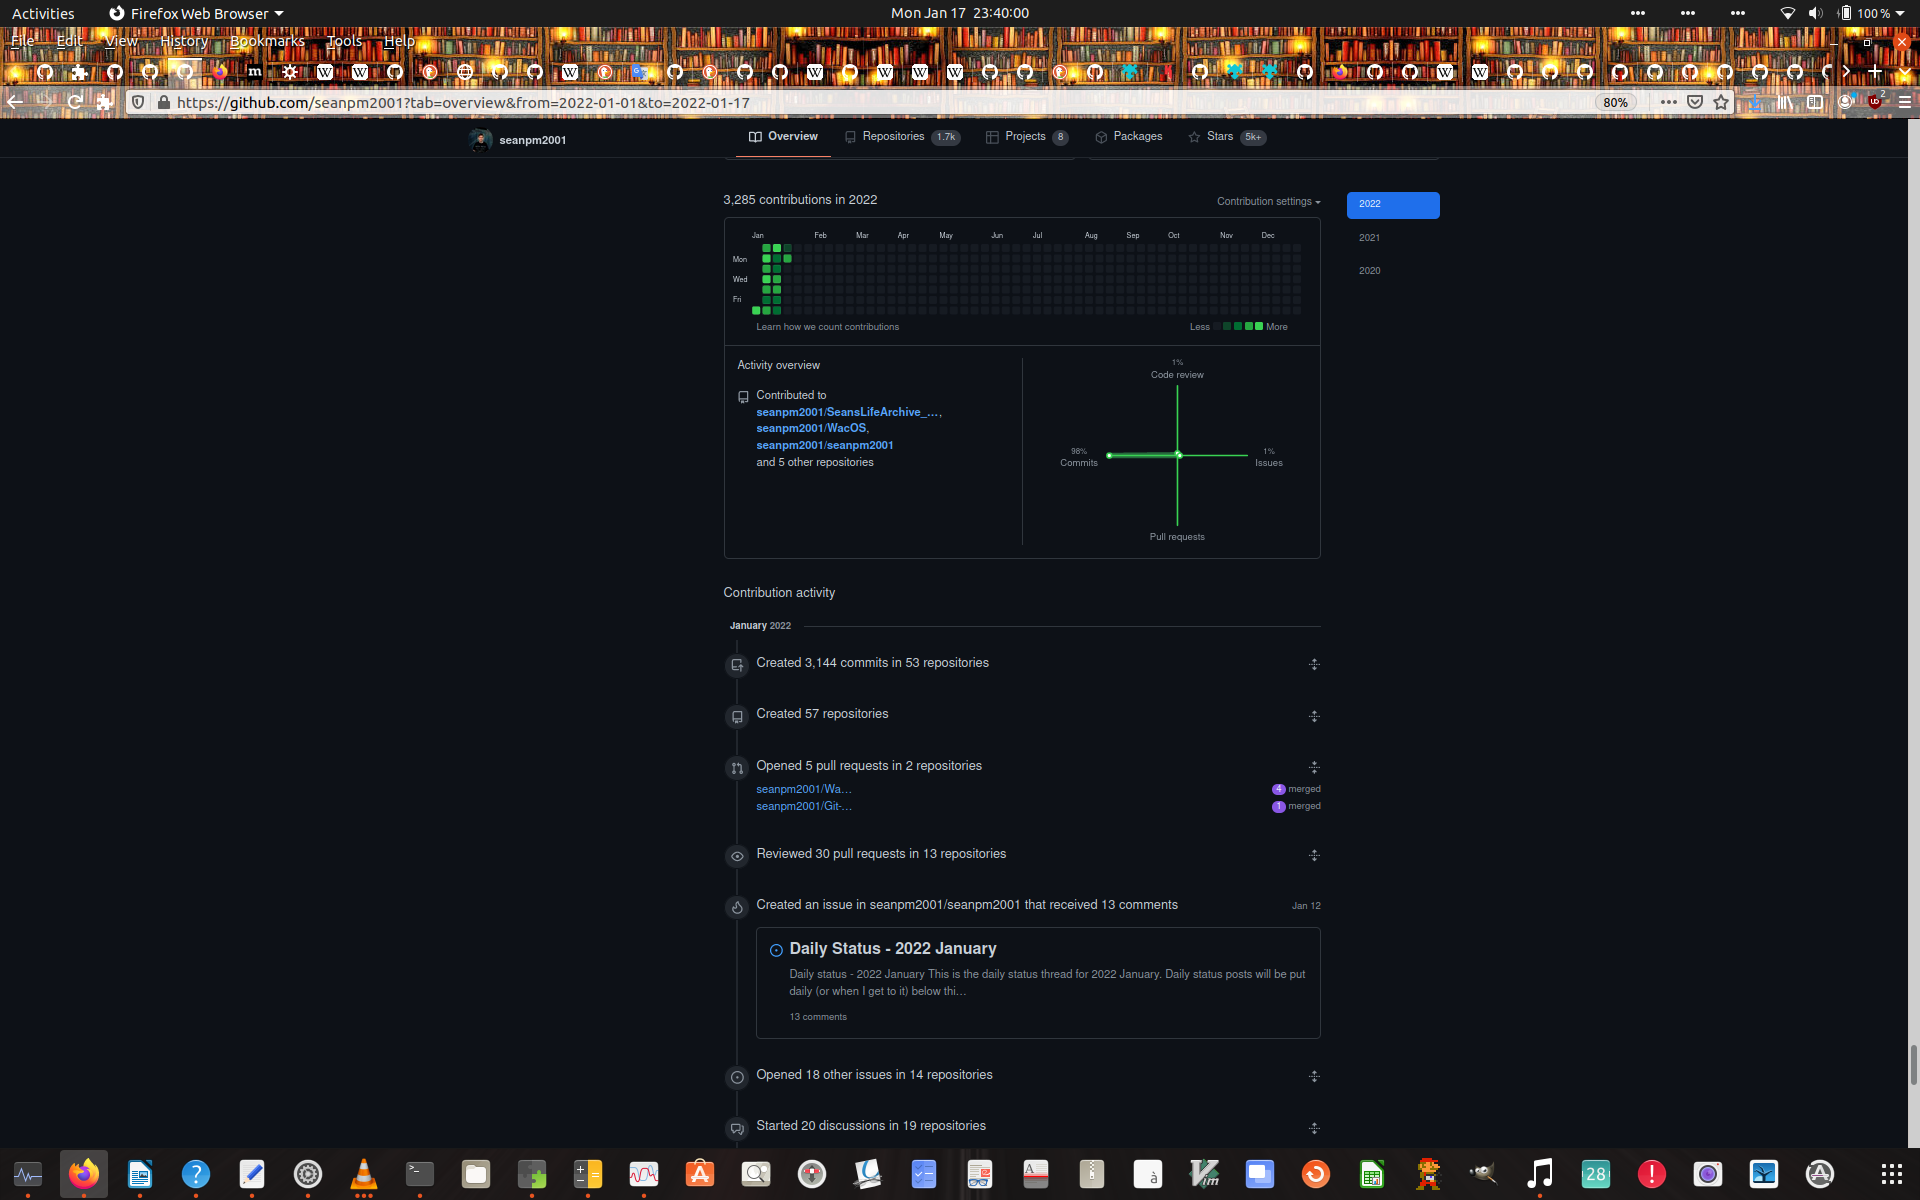 Activities
Firefox Web Browser
Mon Jan 17 23:40:00
100 %
File Edit View History Bookmarks Tools Help
https://github.com/seanpm2001?tab=overview&from=2022-01-01&to=2022-01-17
80%
2
seanpm2001
Overview
Repositories 1.7k
Projects 8
Packages
Stars 5k+
3,285 contributions in 2022
Contribution settings
2022
2021
2020
Jan Feb Mar Apr May Jun Jul Aug Sep Oct Nov Dec
Mon
Wed
Fri
Learn how we count contributions
Less
More
Activity overview
Contributed to
seanpm2001/SeansLifeArchive_…,
seanpm2001/WacOS,
seanpm2001/seanpm2001
and 5 other repositories
1%
Code review
98%
Commits
1%
Issues
Pull requests
Contribution activity
January 2022
Created 3,144 commits in 53 repositories
Created 57 repositories
Opened 5 pull requests in 2 repositories
seanpm2001/Wa…
4 merged
seanpm2001/Git-…
1 merged
Reviewed 30 pull requests in 13 repositories
Created an issue in seanpm2001/seanpm2001 that received 13 comments
Jan 12
Daily Status - 2022 January
Daily status - 2022 January This is the daily status thread for 2022 January. Daily status posts will be put
daily (or when I get to it) below thi…
13 comments
Opened 18 other issues in 14 repositories
Started 20 discussions in 19 repositories
28